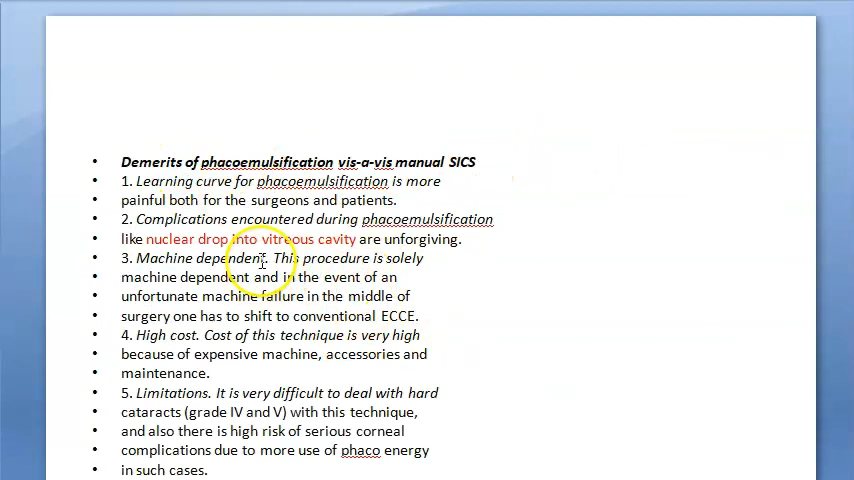 • Demerits of phacoemulsification vis-a-vis manual SICS
• 1. Learning curve for phacoemulsification is more
• painful both for the surgeons and patients.
• 2. Complications encountered during phacoemulsification
• like nuclear drop into vitreous cavity are unforgiving.
• 3. Machine dependent. This procedure is solely
• machine dependent and in the event of an
• unfortunate machine failure in the middle of
• surgery one has to shift to conventional ECCE.
• 4. High cost. Cost of this technique is very high
• because of expensive machine, accessories and
• maintenance.
• 5. Limitations. It is very difficult to deal with hard
• cataracts (grade IV and V) with this technique,
• and also there is high risk of serious corneal
• complications due to more use of phaco energy
• in such cases.